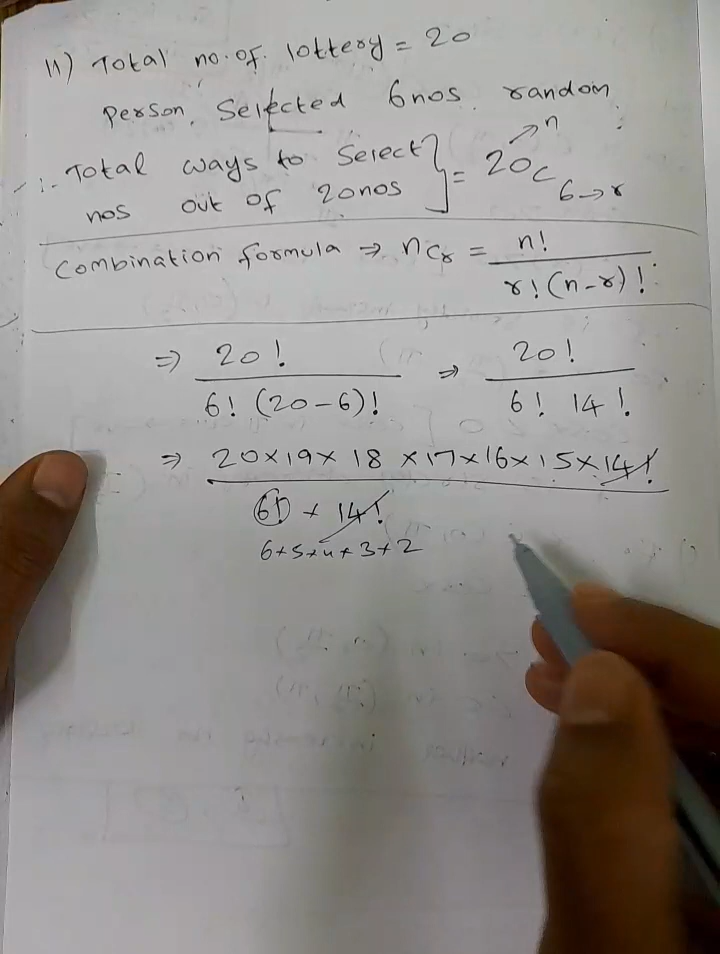 11) Total no. of. lottery = 20
person. Selected 6nos. random.
∴ Total ways to select } = 20C6 → r
nos out of 20nos
↗ n
Combination formula ⇒ nCr = n! / r! (n-r)!
⇒ 20! / 6! (20-6)! ⇒ 20! / 6! 14!
⇒ 20×19×18×17×16×15×14! / 6! × 14!
6×5×4×3×2